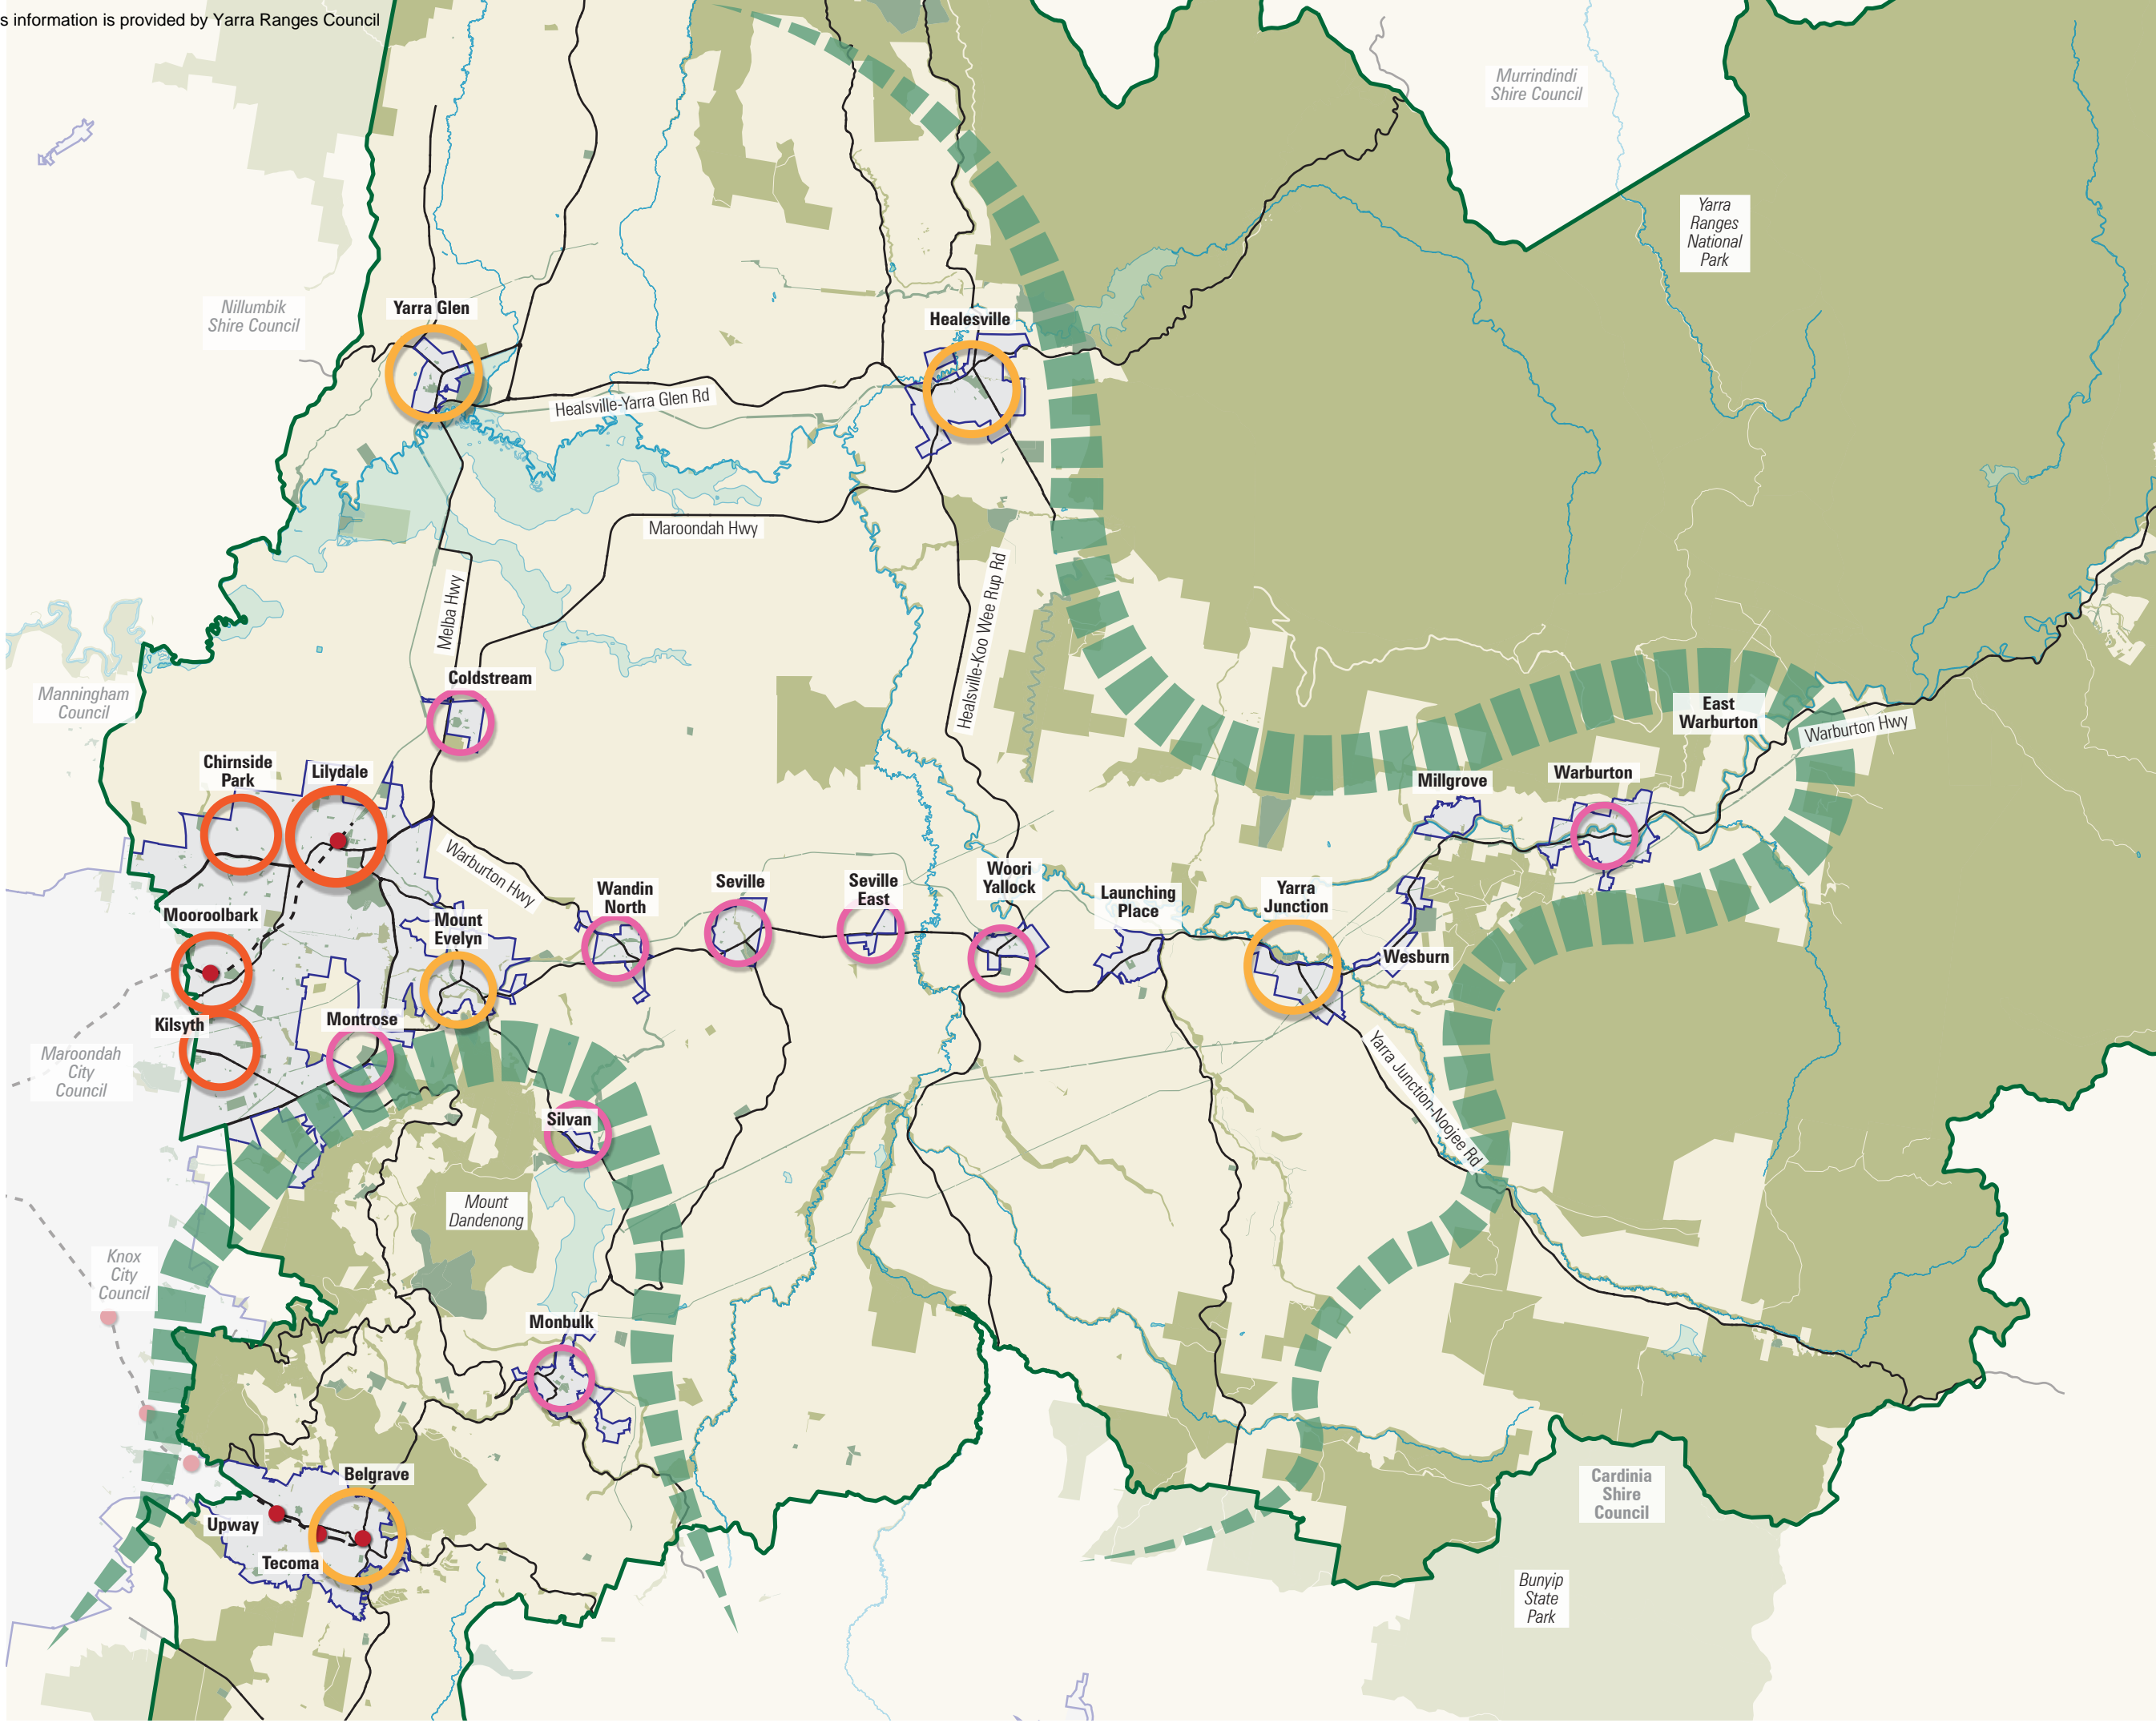 s information is provided by Yarra Ranges Council
Murrindindi
Shire Council
Yarra
Ranges
National
Park
Nillumbik
Shire Council
Yarra Glen
Healesville
Healsville-Yarra Glen Rd
Maroondah Hwy
Melba Hwy
Healsville-Koo Wee Rup Rd
Manningham
Council
Coldstream
East
Warburton
Warburton Hwy
Chirnside
Park
Lilydale
Millgrove
Warburton
Warburton Hwy
Mooroolbark
Mount
Evelyn
Wandin
North
Seville
Seville
East
Woori
Yallock
Launching
Place
Yarra
Junction
Wesburn
Kilsyth
Montrose
Maroondah
City
Council
Yarra Junction-Noojee Rd
Silvan
Mount
Dandenong
Knox
City
Council
Monbulk
Belgrave
Upway
Tecoma
Cardinia
Shire
Council
Bunyip
State
Park